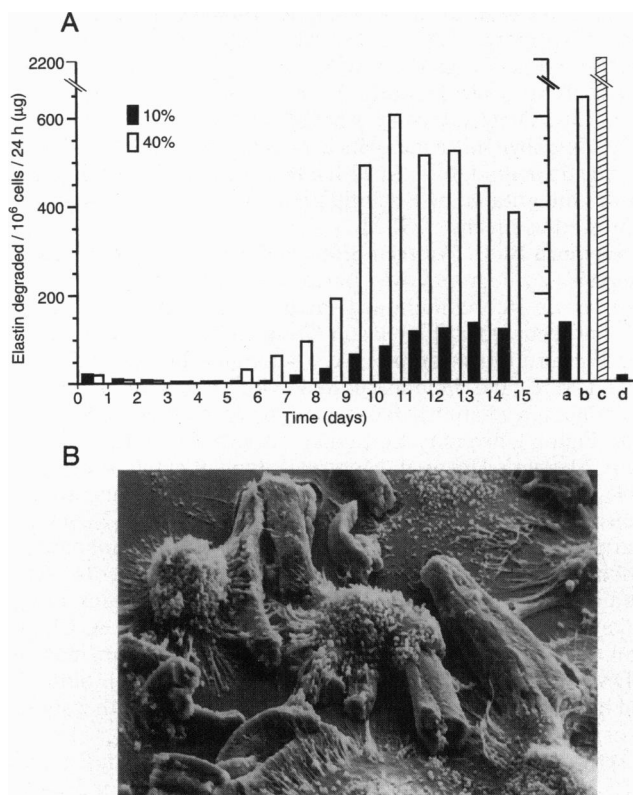 A
2200
600
400
200
Elastin degraded / 10⁶ cells / 24 h (µg)
10%
40%
0 1 2 3 4 5 6 7 8 9 10 11 12 13 14 15
a b c d
Time (days)
B